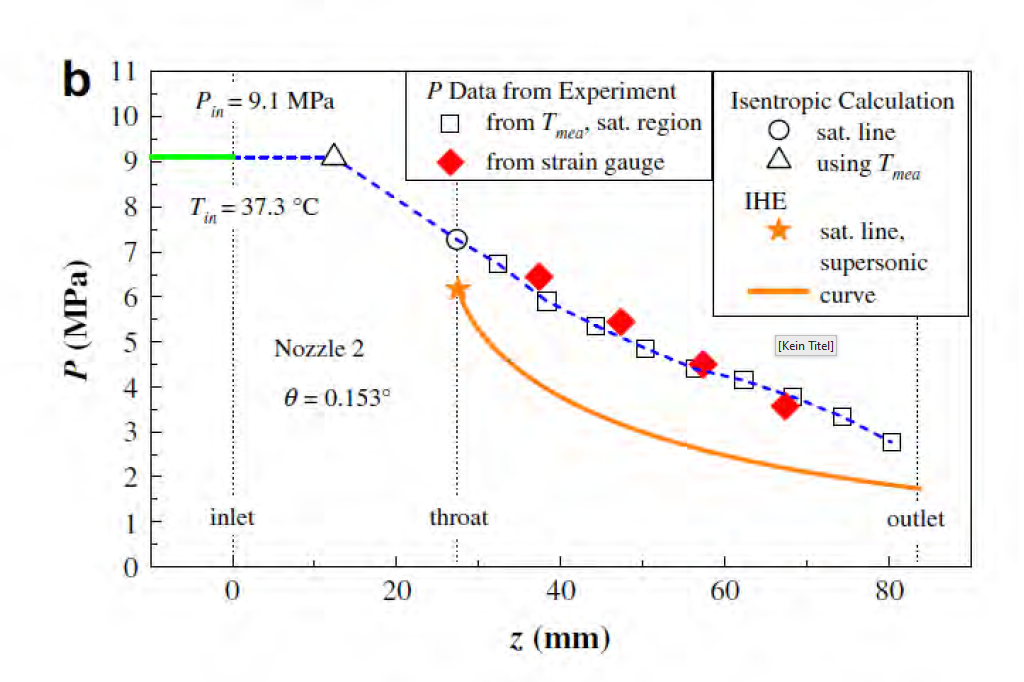 b
11
10
9
8
7
6
5
4
3
2
1
0
P (MPa)
P_in = 9.1 MPa
T_in = 37.3 °C
Nozzle 2
θ = 0.153°
inlet
throat
outlet
P Data from Experiment
from T_mea, sat. region
from strain gauge
Isentropic Calculation
sat. line
using T_mea
IHE
sat. line,
supersonic
curve
[Kein Titel]
0
20
40
60
80
z (mm)